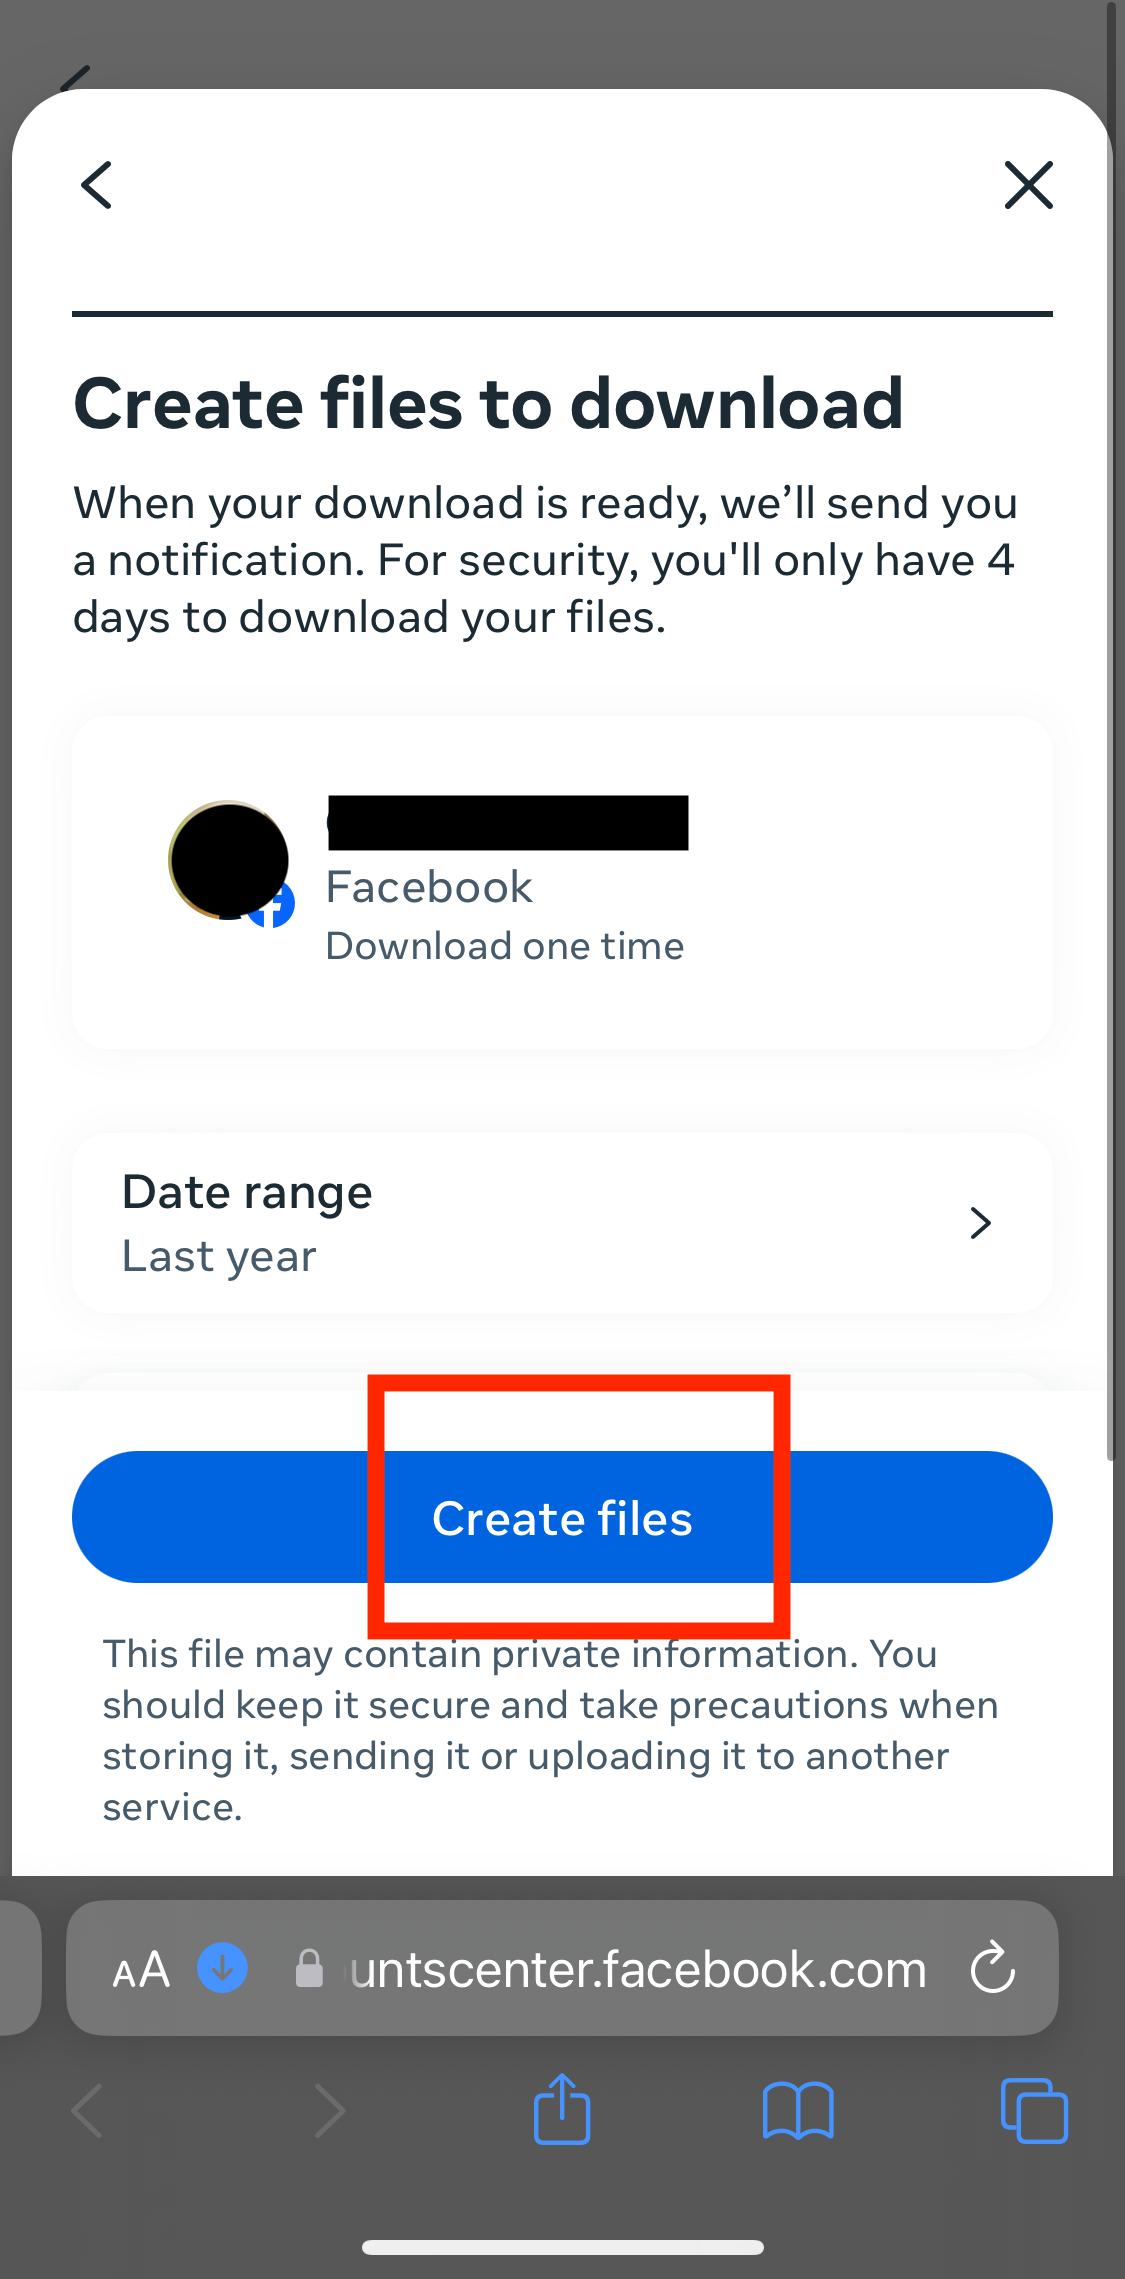 Create files to download
When your download is ready, we’ll send you
a notification. For security, you'll only have 4
days to download your files.
Facebook
Download one time
Date range
Last year
Create files
This file may contain private information. You
should keep it secure and take precautions when
storing it, sending it or uploading it to another
service.
AA
untscenter.facebook.com